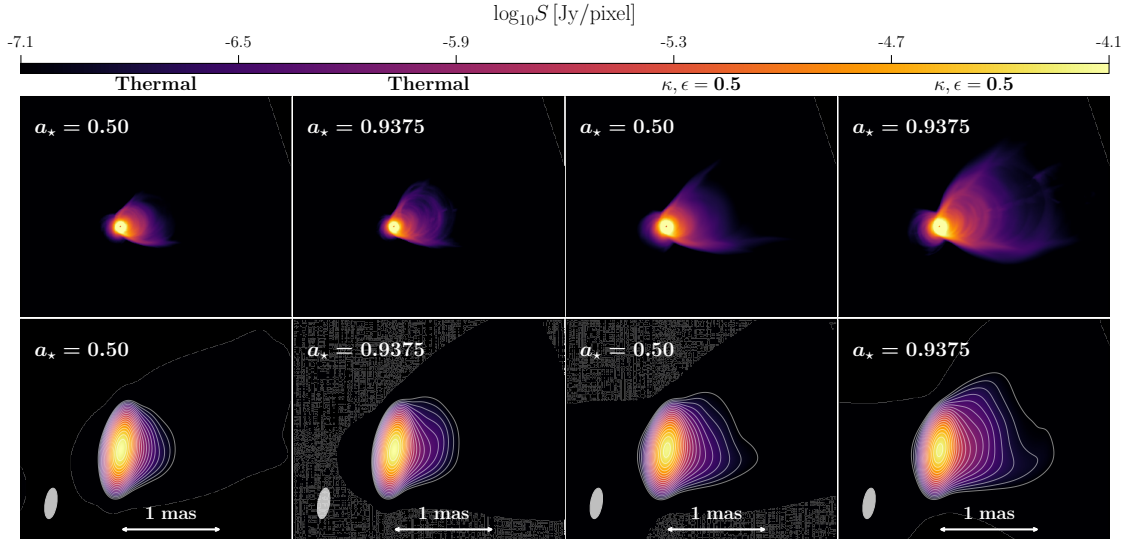 log₁₀S [Jy/pixel]
-7.1 -6.5 -5.9 -5.3 -4.7 -4.1
Thermal Thermal κ, ϵ = 0.5 κ, ϵ = 0.5
a⋆ = 0.50 a⋆ = 0.9375 a⋆ = 0.50 a⋆ = 0.9375
a⋆ = 0.50 a⋆ = 0.9375 a⋆ = 0.50 a⋆ = 0.9375
1 mas 1 mas 1 mas 1 mas